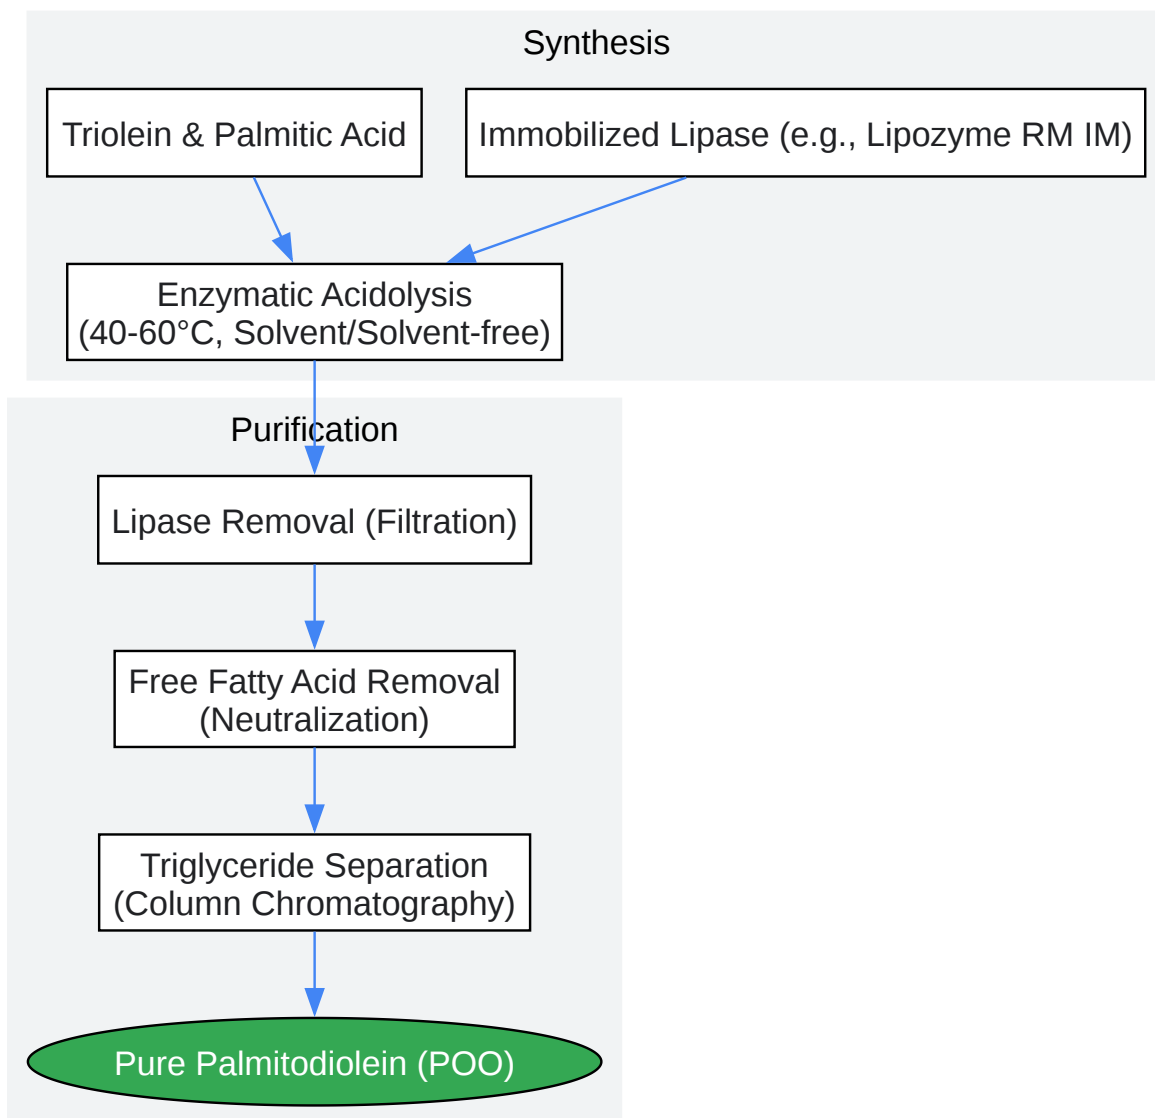 Synthesis
Triolein & Palmitic Acid
Immobilized Lipase (e.g., Lipozyme RM IM)
Enzymatic Acidolysis
(40-60°C, Solvent/Solvent-free)
Purification
Lipase Removal (Filtration)
Free Fatty Acid Removal
(Neutralization)
Triglyceride Separation
(Column Chromatography)
Pure Palmitodiolein (POO)